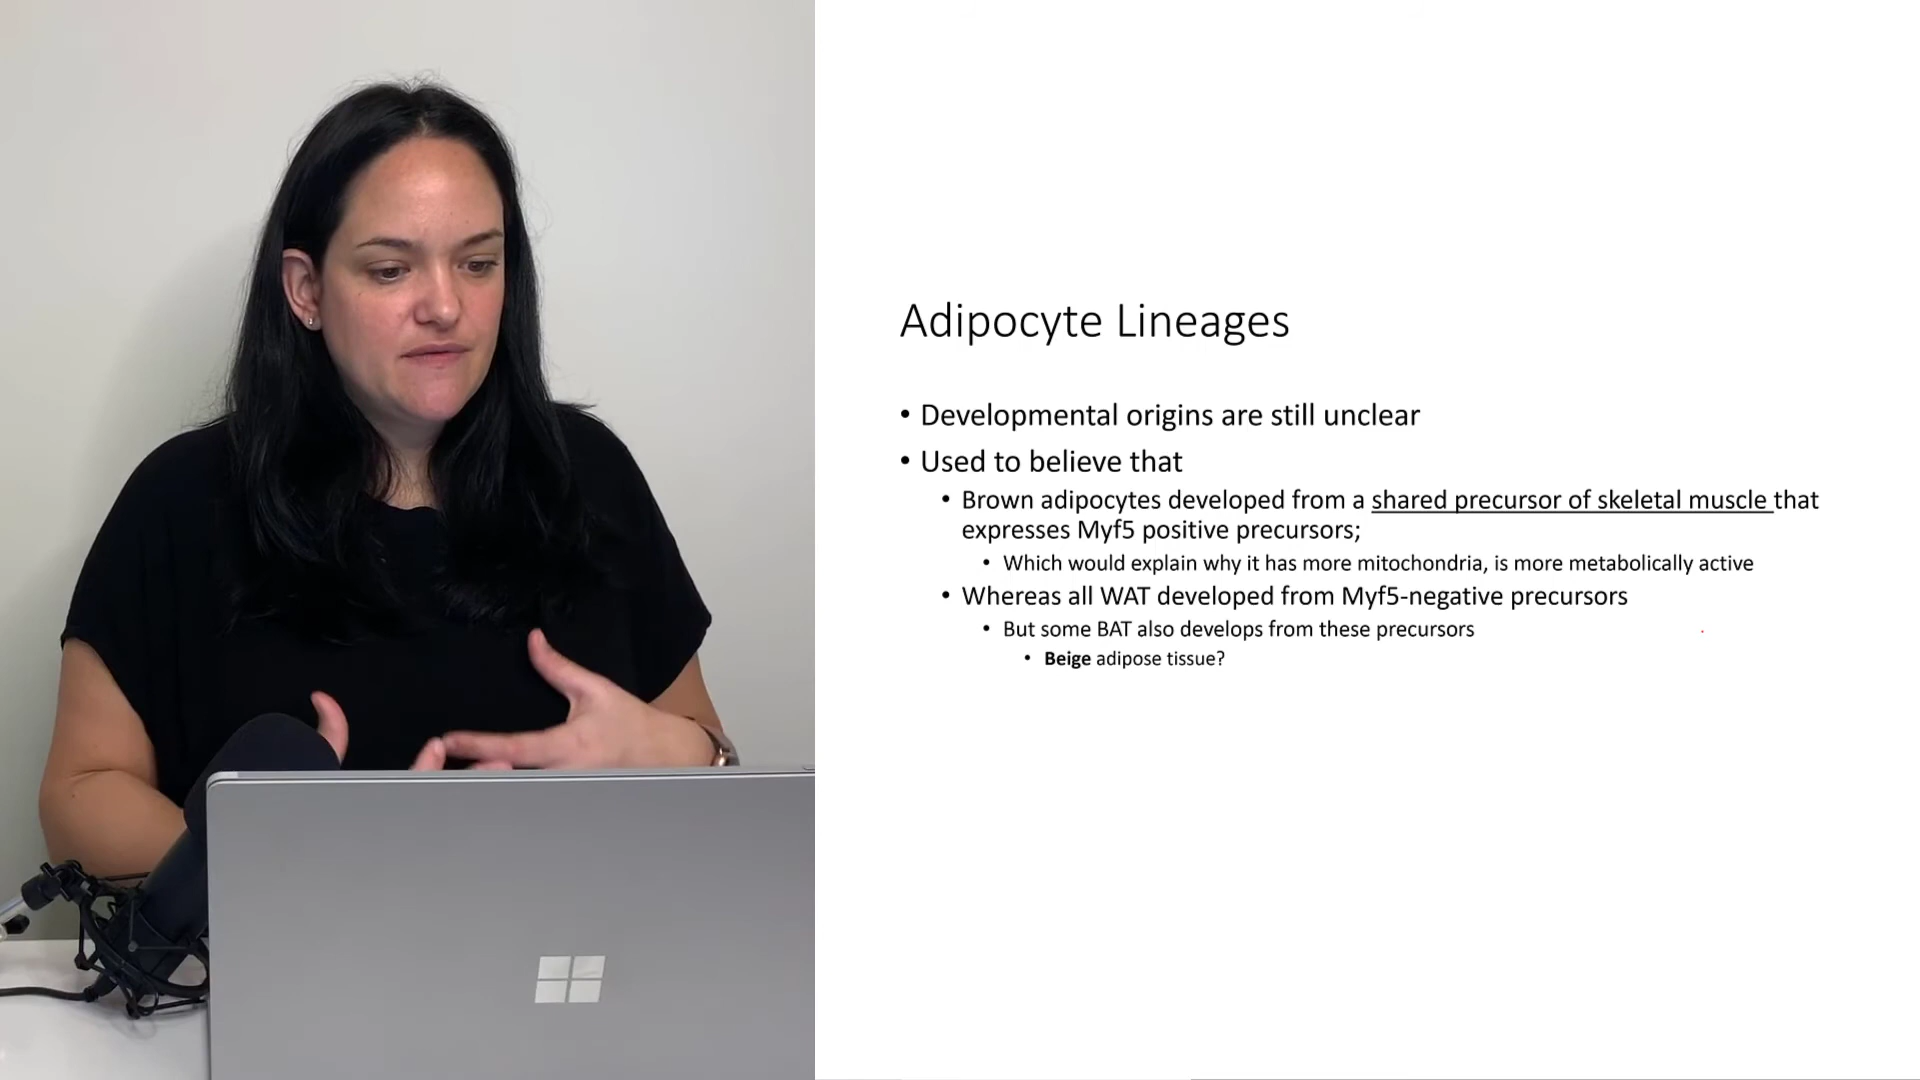 Adipocyte Lineages
• Developmental origins are still unclear
• Used to believe that
• Brown adipocytes developed from a shared precursor of skeletal muscle that
expresses Myf5 positive precursors;
• Which would explain why it has more mitochondria, is more metabolically active
• Whereas all WAT developed from Myf5-negative precursors
• But some BAT also develops from these precursors
• Beige adipose tissue?